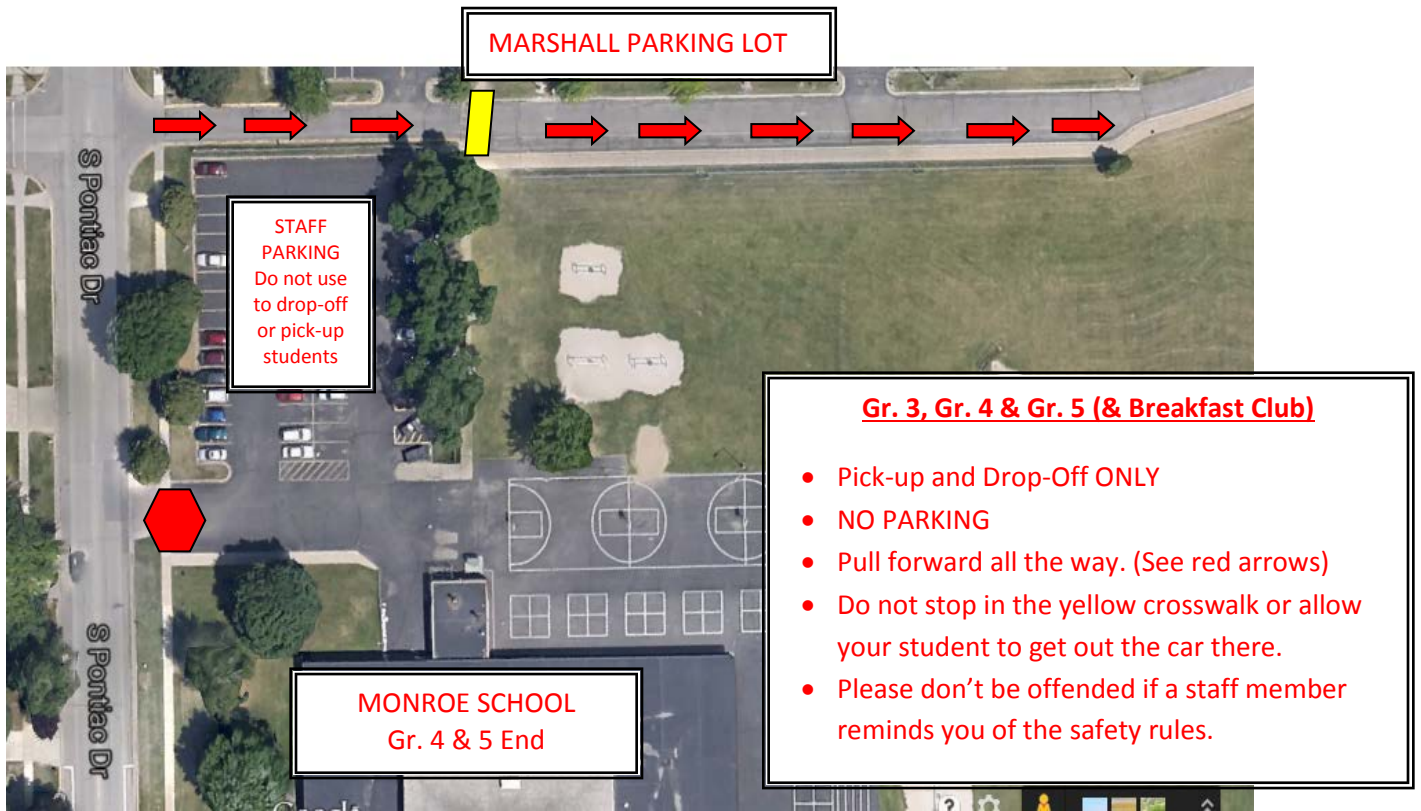 MARSHALL PARKING LOT
S Pontiac Dr
STAFF
PARKING
Do not use
to drop-off
or pick-up
students
Gr. 3, Gr. 4 & Gr. 5 (& Breakfast Club)
• Pick-up and Drop-Off ONLY
• NO PARKING
• Pull forward all the way. (See red arrows)
• Do not stop in the yellow crosswalk or allow
your student to get out the car there.
• Please don’t be offended if a staff member
reminds you of the safety rules.
S Pontiac Dr
MONROE SCHOOL
Gr. 4 & 5 End
?